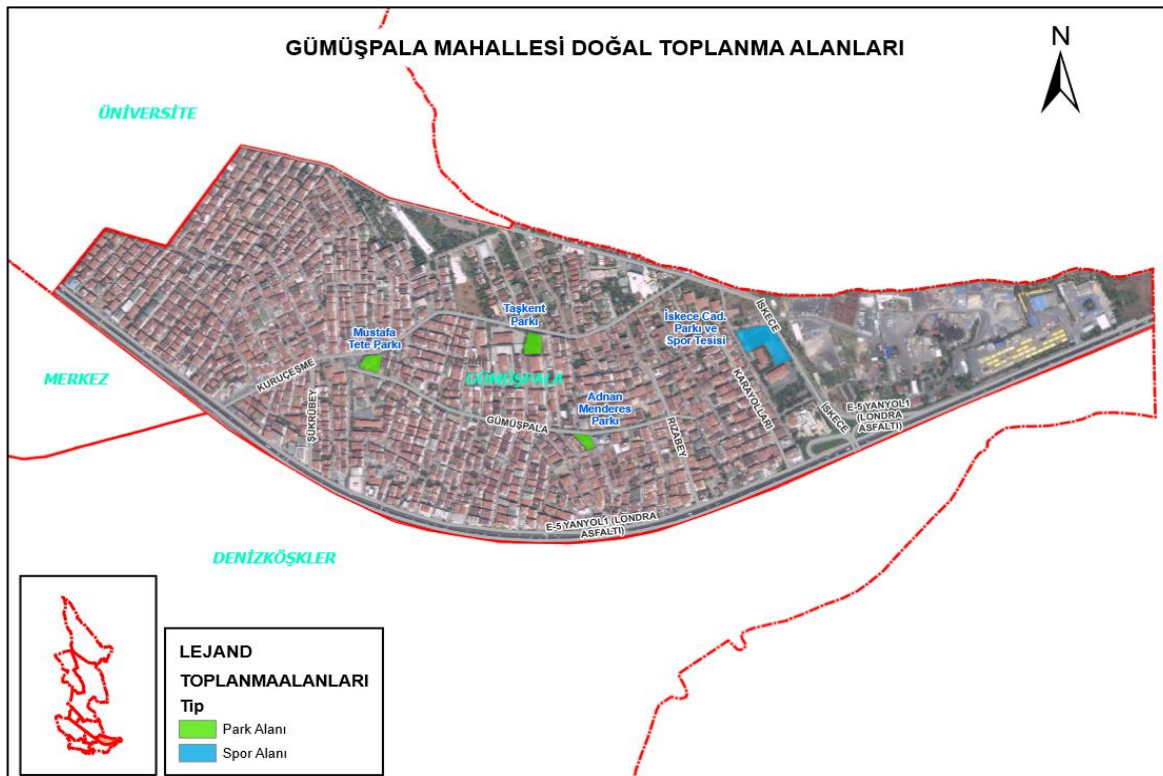 GÜMÜŞPALA MAHALLESİ DOĞAL TOPLANMA ALANLARI
N
ÜNİVERSİTE
İSKECE
Taşkent
Parkı
İskece Cad.
Parkı ve
Spor Tesisi
Mustafa
Tete Parkı
MERKEZ
KURUÇEŞME
GÜMÜŞPALA
KARAYOLLARI
Adnan
Menderes
Parkı
ŞÜKRÜBEY
GÜMÜŞPALA
RIZABEY
İSKECE
E-5 YANYOL1
(LONDRA
ASFALTI)
E-5 YANYOL1 (LONDRA
ASFALTI)
DENİZKÖŞKLER
LEJAND
TOPLANMAALANLARI
Tip
Park Alanı
Spor Alanı